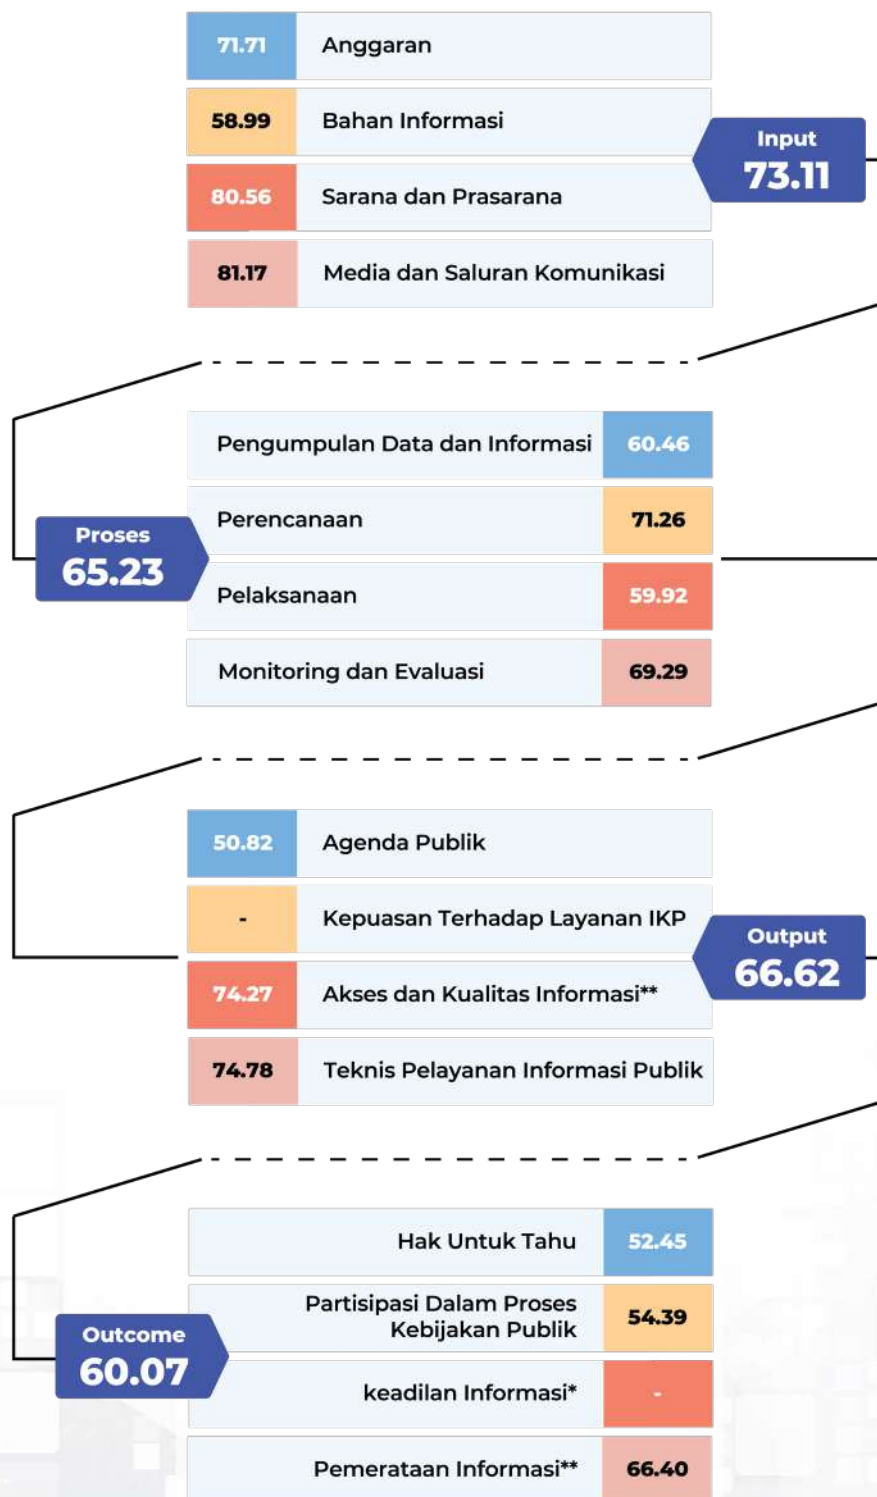 71.71 Anggaran
58.99 Bahan Informasi
80.56 Sarana dan Prasarana
81.17 Media dan Saluran Komunikasi
Input
73.11
Pengumpulan Data dan Informasi 60.46
Perencanaan 71.26
Pelaksanaan 59.92
Monitoring dan Evaluasi 69.29
Proses
65.23
50.82 Agenda Publik
- Kepuasan Terhadap Layanan IKP
74.27 Akses dan Kualitas Informasi**
74.78 Teknis Pelayanan Informasi Publik
Output
66.62
Hak Untuk Tahu 52.45
Partisipasi Dalam Proses
Kebijakan Publik 54.39
keadilan Informasi* -
Pemerataan Informasi** 66.40
Outcome
60.07